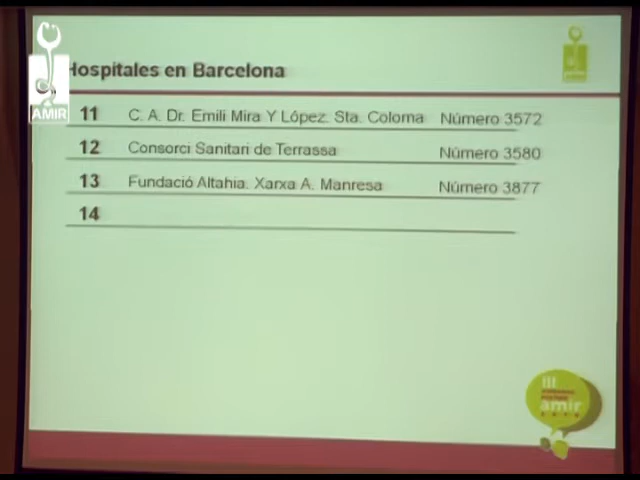 AMIR
Hospitales en Barcelona
11 C. A. Dr. Emili Mira Y López. Sta. Coloma Número 3572
12 Consorci Sanitari de Terrassa Número 3580
13 Fundació Altahia. Xarxa A. Manresa Número 3877
14
III
amir